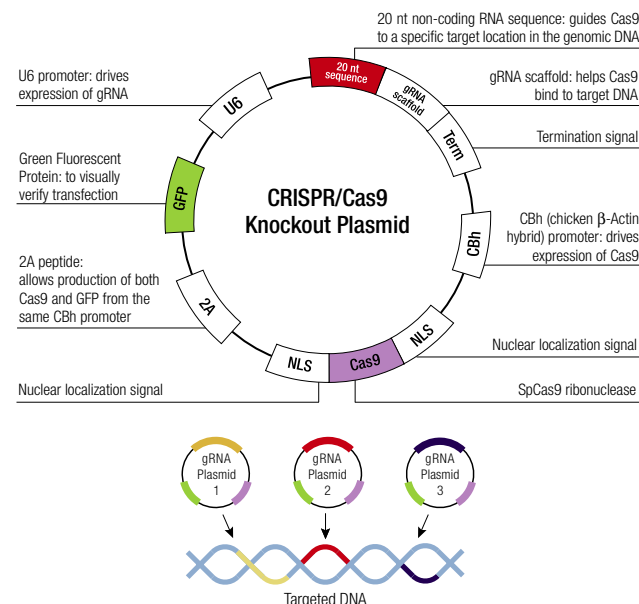 20 nt non-coding RNA sequence: guides Cas9
to a specific target location in the genomic DNA
U6 promoter: drives
expression of gRNA
gRNA scaffold: helps Cas9
bind to target DNA
Termination signal
Green Fluorescent
Protein: to visually
verify transfection
CBh (chicken β-Actin
hybrid) promoter: drives
expression of Cas9
2A peptide:
allows production of both
Cas9 and GFP from the
same CBh promoter
Nuclear localization signal
Nuclear localization signal
SpCas9 ribonuclease
20 nt
sequence
gRNA
scaffold
Term
CBh
NLS
Cas9
NLS
2A
GFP
U6
CRISPR/Cas9
Knockout Plasmid
gRNA
Plasmid
1
gRNA
Plasmid
2
gRNA
Plasmid
3
Targeted DNA